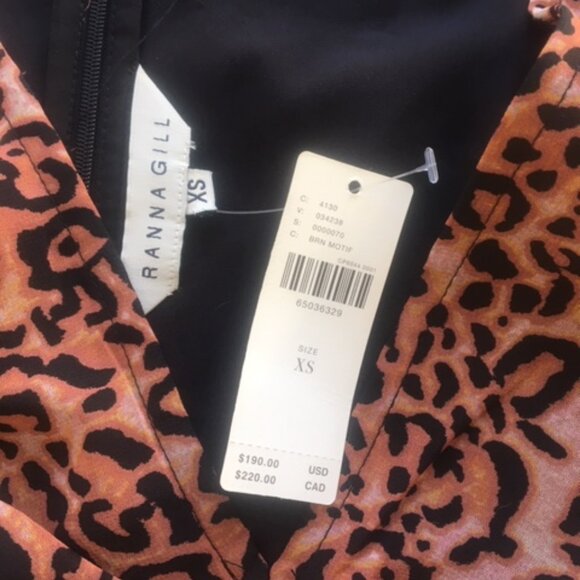 RANNA GILL
XS
C: 4130
V: 034238
S: 0000070
C: BRN MOTIF
65036329
SIZE
XS
$190.00 USD
$220.00 CAD